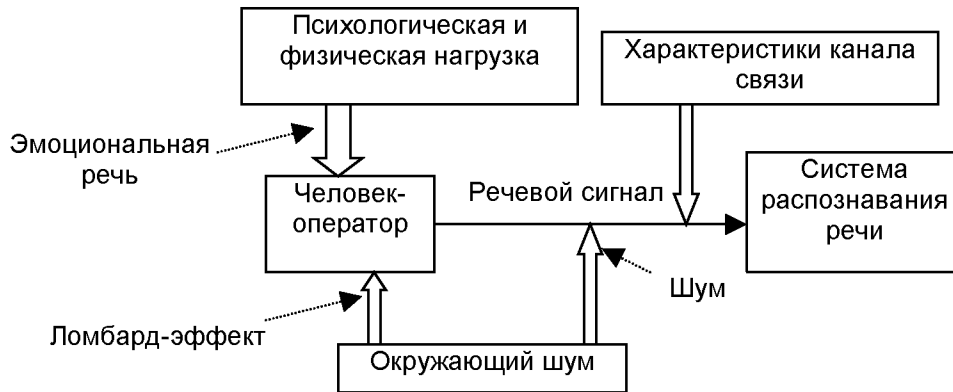 Психологическая и
физическая нагрузка
Характеристики канала
связи
Эмоциональная
речь
Человек-
оператор
Речевой сигнал
Система
распознавания
речи
Шум
Ломбард-эффект
Окружающий шум